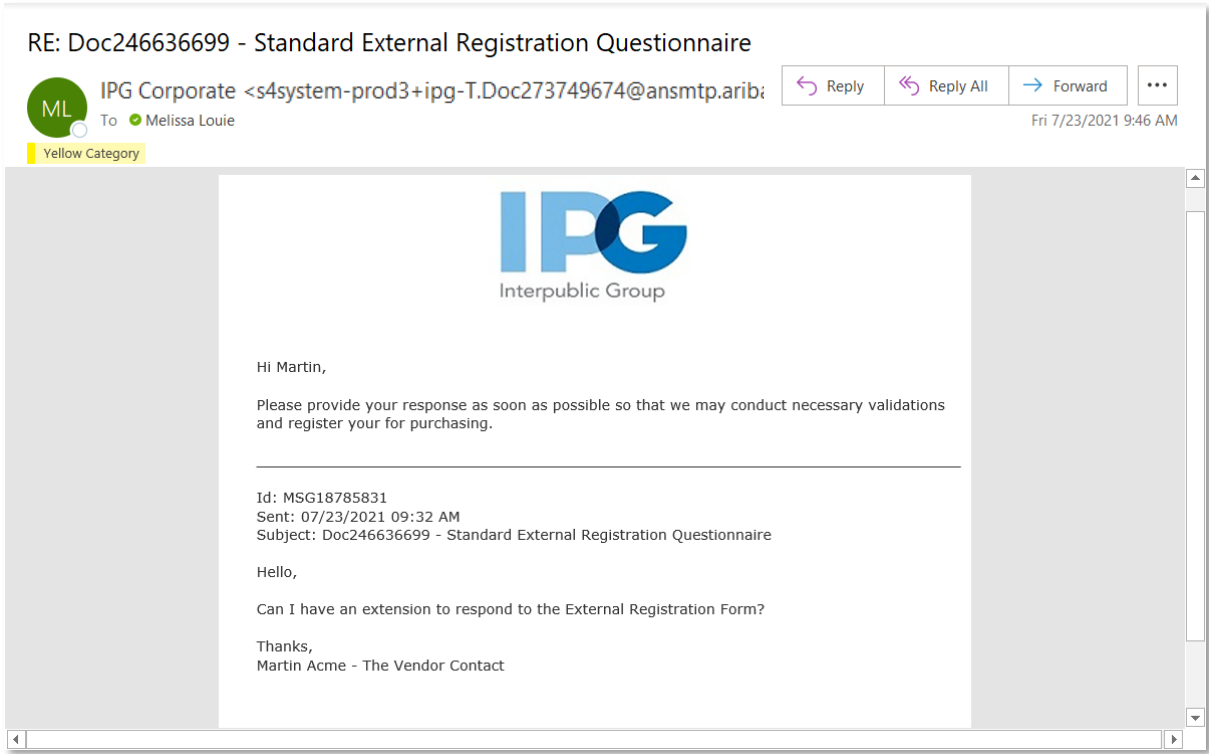 RE: Doc246636699 - Standard External Registration Questionnaire
ML
IPG Corporate <s4system-prod3+ipg-T.Doc273749674@ansmtp.ariba
Reply
Reply All
Forward
To Melissa Louie
Fri 7/23/2021 9:46 AM
Yellow Category
IPG
Interpublic Group
Hi Martin,
Please provide your response as soon as possible so that we may conduct necessary validations
and register your for purchasing.
Id: MSG18785831
Sent: 07/23/2021 09:32 AM
Subject: Doc246636699 - Standard External Registration Questionnaire
Hello,
Can I have an extension to respond to the External Registration Form?
Thanks,
Martin Acme - The Vendor Contact